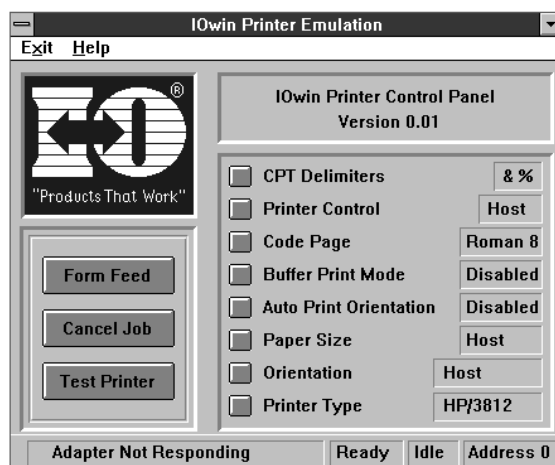 IOwin Printer Emulation
Exit Help
IO®
"Products That Work"
IOwin Printer Control Panel
Version 0.01
CPT Delimiters & %
Printer Control Host
Code Page Roman 8
Buffer Print Mode Disabled
Auto Print Orientation Disabled
Paper Size Host
Orientation Host
Printer Type HP/3812
Form Feed
Cancel Job
Test Printer
Adapter Not Responding Ready Idle Address 0